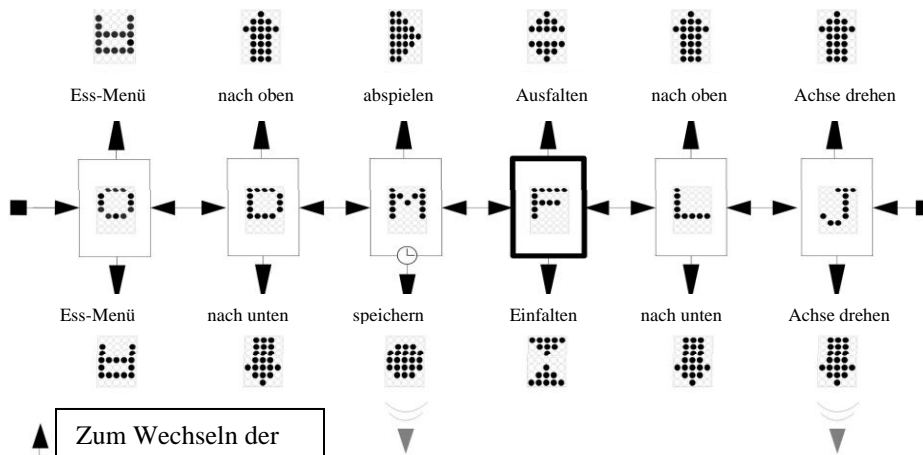 Ess-Menü nach oben abspielen Ausfalten nach oben Achse drehen
O D M F L J
Ess-Menü nach unten speichern Einfalten nach unten Achse drehen
Zum Wechseln der